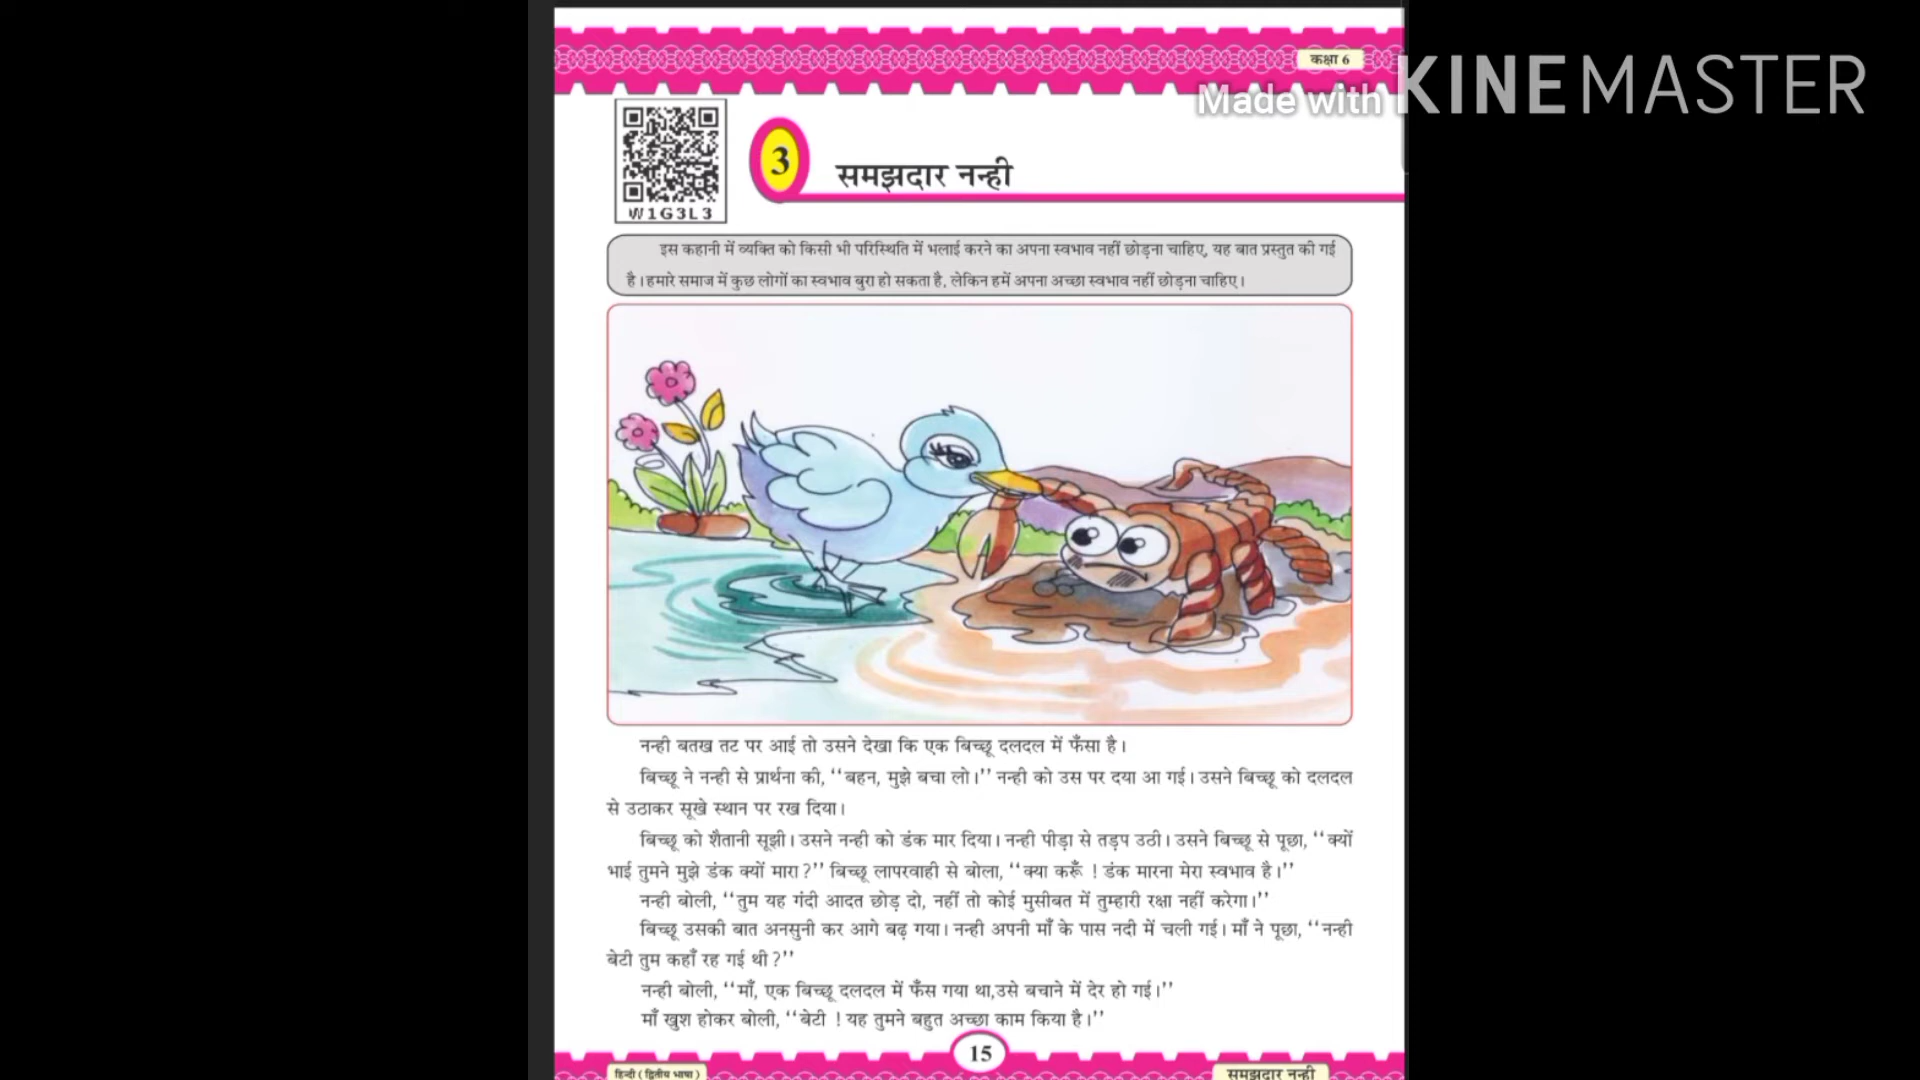 कक्षा 6
Made with KINEMASTER
W1G3L3
3
समझदार नन्ही
इस कहानी में व्यक्ति को किसी भी परिस्थिति में भलाई करने का अपना स्वभाव नहीं छोड़ना चाहिए, यह बात प्रस्तुत की गई
है। हमारे समाज में कुछ लोगों का स्वभाव बुरा हो सकता है, लेकिन हमें अपना अच्छा स्वभाव नहीं छोड़ना चाहिए।
नन्ही बतख तट पर आई तो उसने देखा कि एक बिच्छू दलदल में फँसा है।
बिच्छू ने नन्ही से प्रार्थना की, ‘‘बहन, मुझे बचा लो।’’ नन्ही को उस पर दया आ गई। उसने बिच्छू को दलदल
से उठाकर सूखे स्थान पर रख दिया।
बिच्छू को शैतानी सूझी। उसने नन्ही को डंक मार दिया। नन्ही पीड़ा से तड़प उठी। उसने बिच्छू से पूछा, ‘‘क्यों
भाई तुमने मुझे डंक क्यों मारा ?’’ बिच्छू लापरवाही से बोला, ‘‘क्या करूँ ! डंक मारना मेरा स्वभाव है।’’
नन्ही बोली, ‘‘तुम यह गंदी आदत छोड़ दो, नहीं तो कोई मुसीबत में तुम्हारी रक्षा नहीं करेगा।’’
बिच्छू उसकी बात अनसुनी कर आगे बढ़ गया। नन्ही अपनी माँ के पास नदी में चली गई। माँ ने पूछा, ‘‘नन्ही
बेटी तुम कहाँ रह गई थी ?’’
नन्ही बोली, ‘‘माँ, एक बिच्छू दलदल में फँस गया था,उसे बचाने में देर हो गई।’’
माँ खुश होकर बोली, ‘‘बेटी ! यह तुमने बहुत अच्छा काम किया है।’’
15
हिन्दी ( द्वितीय भाषा )
समझदार नन्ही